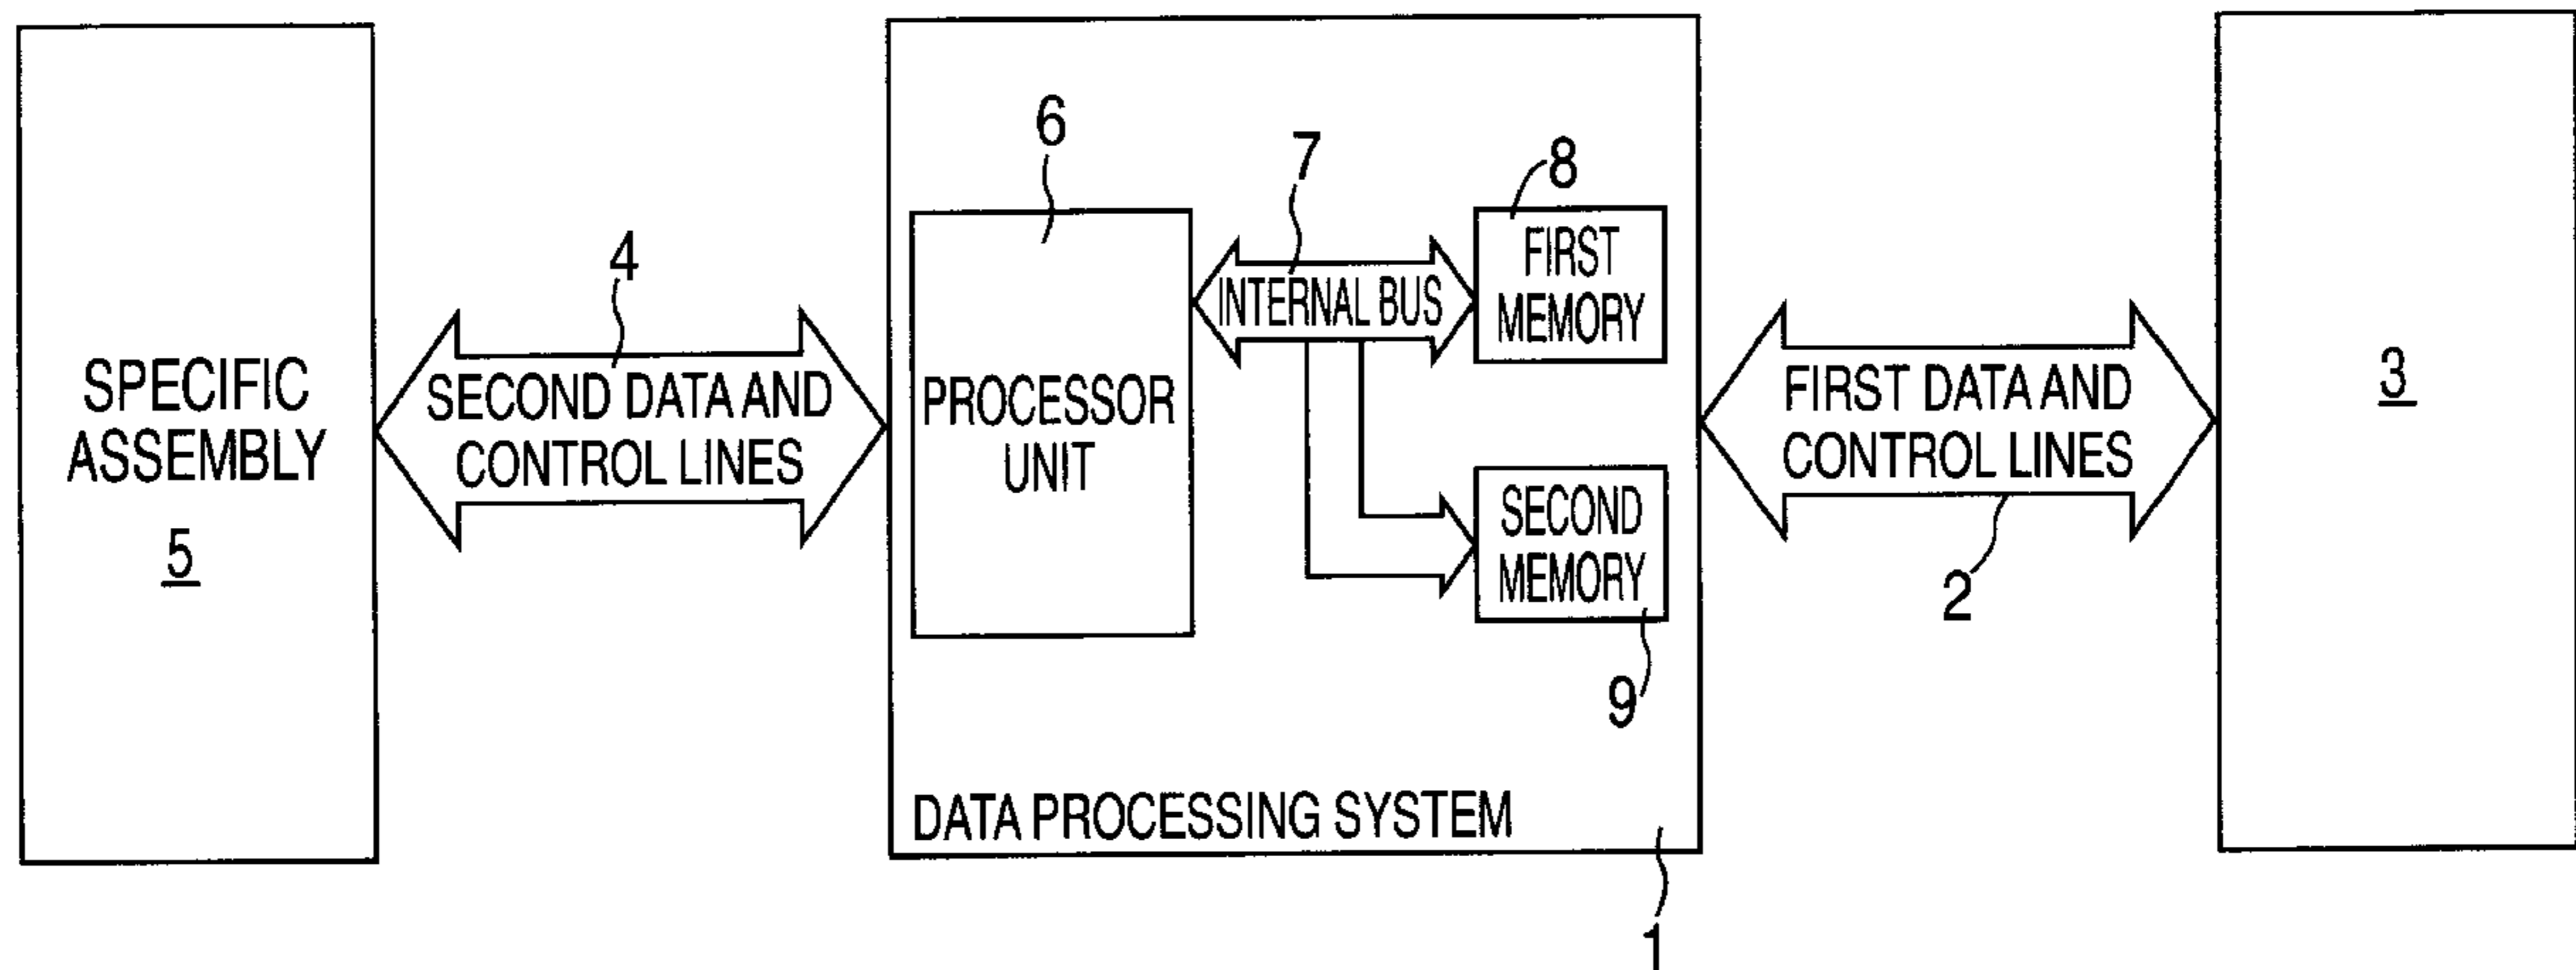 SPECIFIC
ASSEMBLY
5
4
SECOND DATA AND
CONTROL LINES
6
PROCESSOR
UNIT
7
INTERNAL BUS
8
FIRST
MEMORY
SECOND
MEMORY
9
DATA PROCESSING SYSTEM
1
FIRST DATA AND
CONTROL LINES
2
3